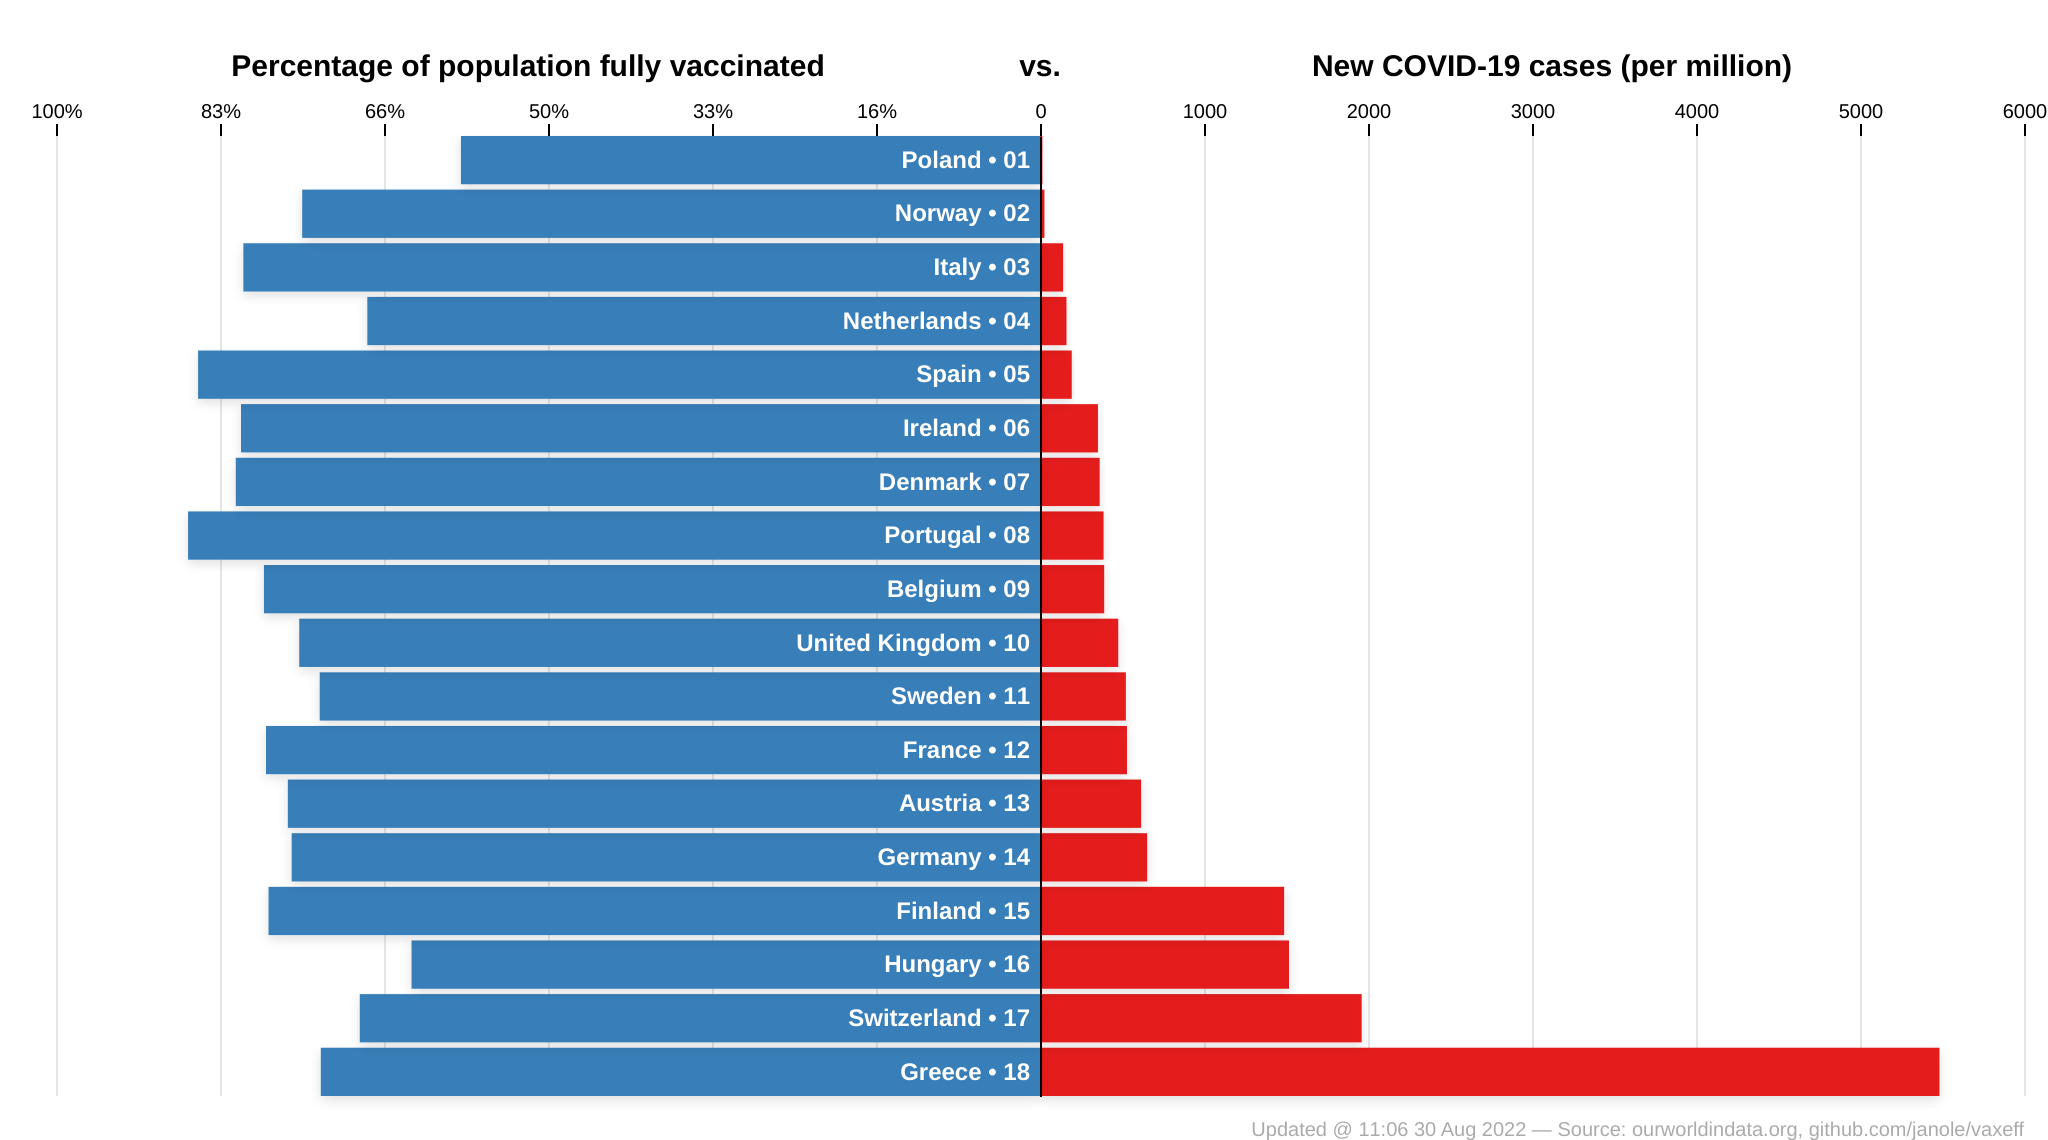 Percentage of population fully vaccinated vs. New COVID-19 cases (per million)
100% 83% 66% 50% 33% 16% 0 1000 2000 3000 4000 5000 6000
Poland • 01
Norway • 02
Italy • 03
Netherlands • 04
Spain • 05
Ireland • 06
Denmark • 07
Portugal • 08
Belgium • 09
United Kingdom • 10
Sweden • 11
France • 12
Austria • 13
Germany • 14
Finland • 15
Hungary • 16
Switzerland • 17
Greece • 18
Updated @ 11:06 30 Aug 2022 — Source: ourworldindata.org, github.com/janole/vaxeff